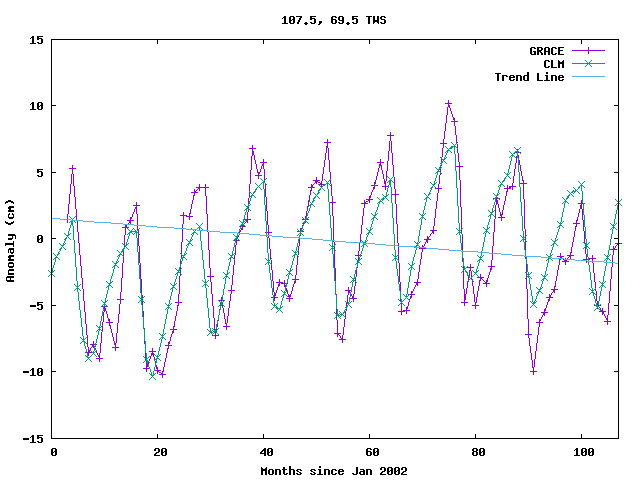 107.5, 69.5 TWS
GRACE
CLM
Trend Line
15
10
5
0
-5
-10
-15
Anomaly (cm)
0 20 40 60 80 100
Months since Jan 2002